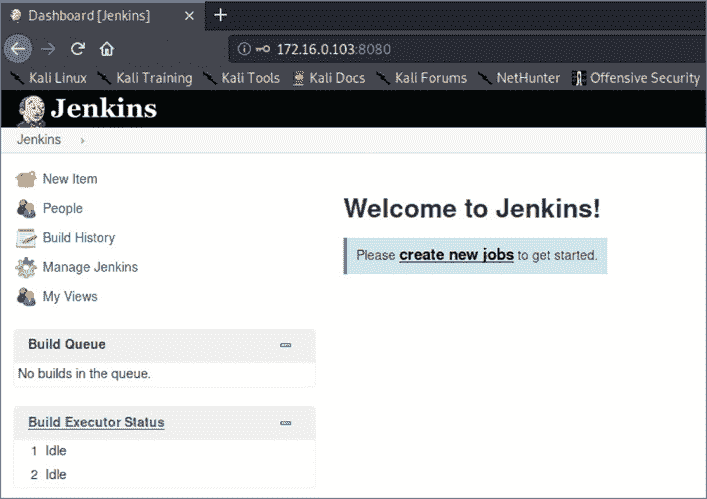 Dashboard [Jenkins]
172.16.0.103:8080
Kali Linux Kali Training Kali Tools Kali Docs Kali Forums NetHunter Offensive Security
Jenkins
Jenkins
New Item
People
Build History
Manage Jenkins
My Views
Welcome to Jenkins!
Please create new jobs to get started.
Build Queue
No builds in the queue.
Build Executor Status
1 Idle
2 Idle